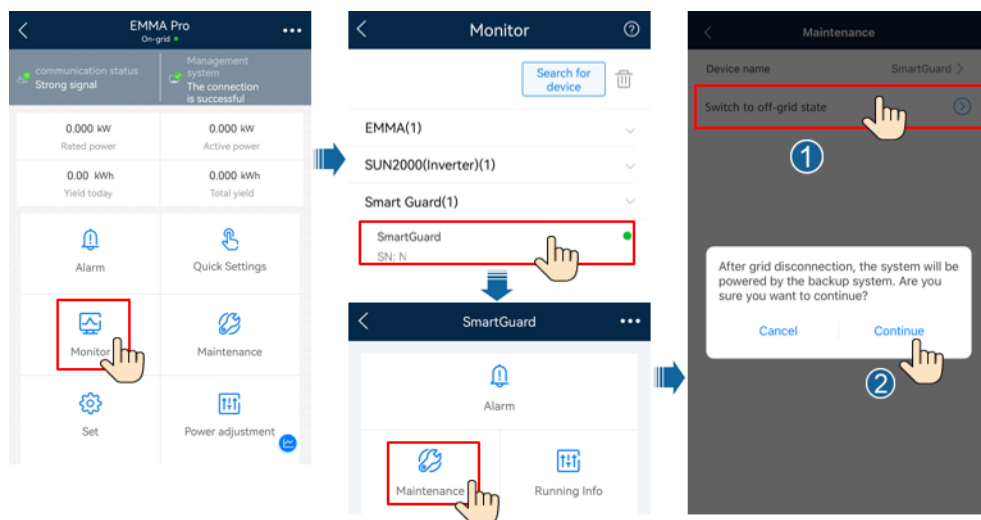 EMMA Pro
On-grid
communication status
Strong signal
Management
system
The connection
is successful
0.000 kW
Rated power
0.000 kW
Active power
0.00 kWh
Yield today
0.000 kWh
Total yield
Alarm
Quick Settings
Monitor
Maintenance
Set
Power adjustment
Monitor
Search for
device
EMMA(1)
SUN2000(Inverter)(1)
Smart Guard(1)
SmartGuard
SN: N
SmartGuard
Alarm
Maintenance
Running Info
Maintenance
Device name
SmartGuard
Switch to off-grid state
1
After grid disconnection, the system will be
powered by the backup system. Are you
sure you want to continue?
Cancel
Continue
2